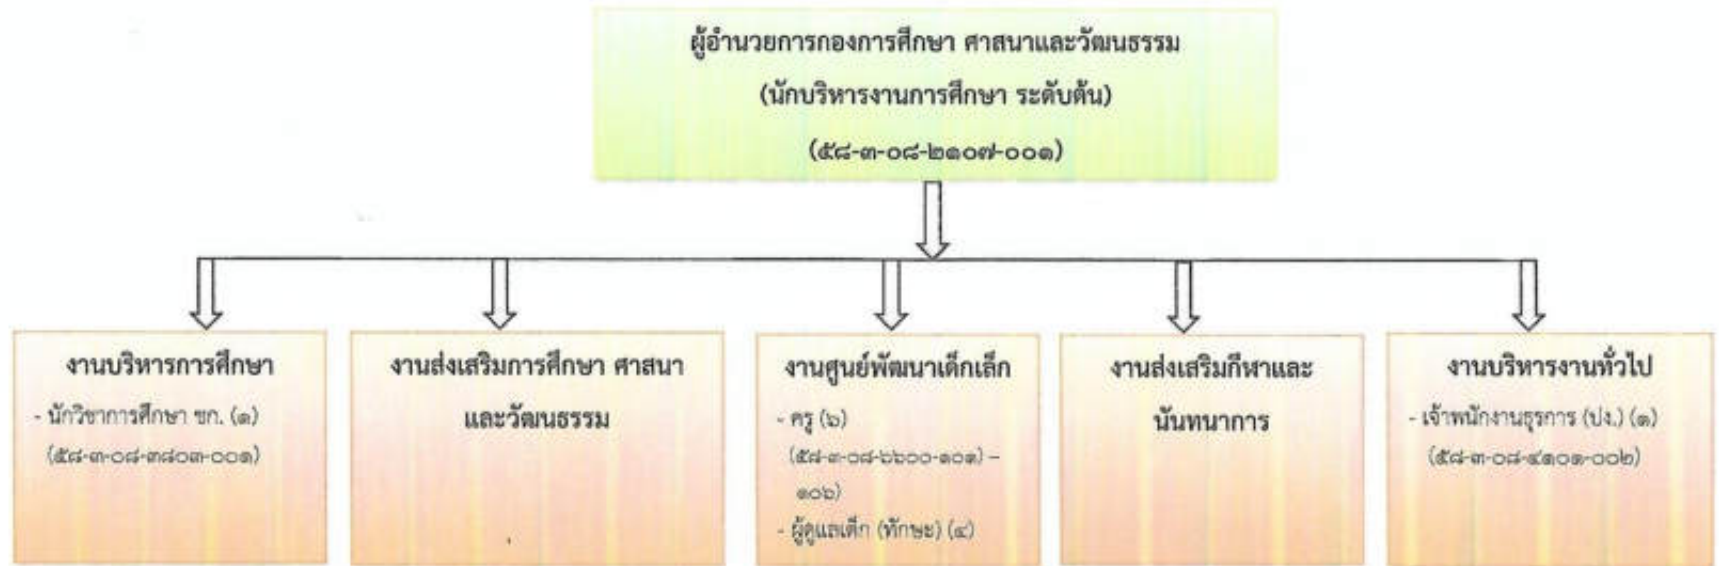 ผู้อำนวยการกองการศึกษา ศาสนาและวัฒนธรรม
(นักบริหารงานการศึกษา ระดับต้น)
(๕๘-๓-๐๘-๒๑๐๗-๐๐๑)
งานบริหารการศึกษา
- นักวิชาการศึกษา ชก. (๑)
(๕๘-๓-๐๘-๓๘๐๓-๐๐๑)
งานส่งเสริมการศึกษา ศาสนา
และวัฒนธรรม
งานศูนย์พัฒนาเด็กเล็ก
- ครู (๖)
(๕๘-๓-๐๘-๖๖๐๐-๑๐๑) –
๑๐๖)
- ผู้ดูแลเด็ก (ทักษะ) (๔)
งานส่งเสริมกีฬาและ
นันทนาการ
งานบริหารงานทั่วไป
- เจ้าพนักงานธุรการ (ปง.) (๑)
(๕๘-๓-๐๘-๔๑๐๑-๐๐๒)